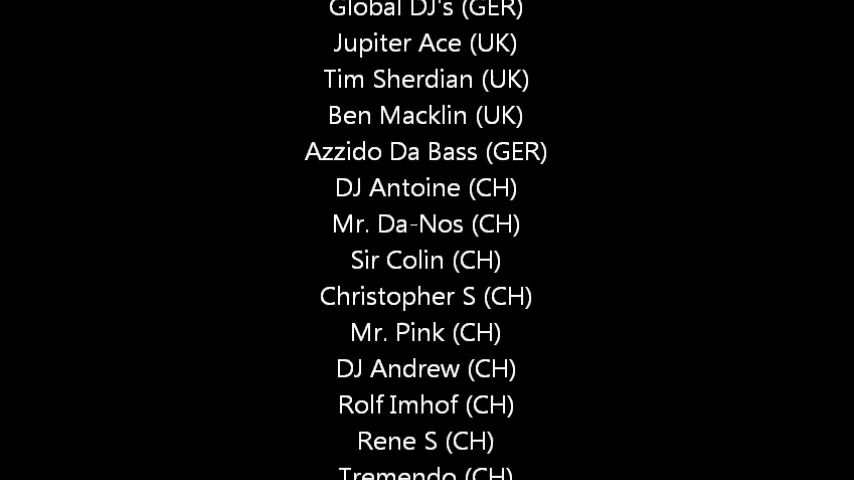 Global DJ's (GER)
Jupiter Ace (UK)
Tim Sherdian (UK)
Ben Macklin (UK)
Azzido Da Bass (GER)
DJ Antoine (CH)
Mr. Da-Nos (CH)
Sir Colin (CH)
Christopher S (CH)
Mr. Pink (CH)
DJ Andrew (CH)
Rolf Imhof (CH)
Rene S (CH)
Tremendo (CH)